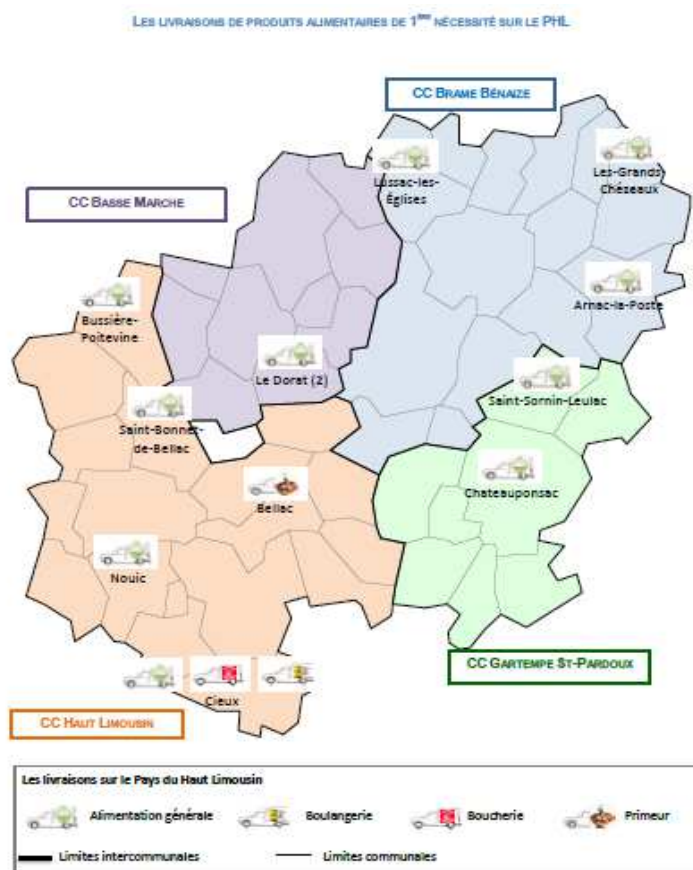 LES LIVRAISONS DE PRODUITS ALIMENTAIRES DE 1ÈRE NÉCESSITÉ SUR LE PHL
CC BRAME BÉNAIZE
Lussac-les-
Églises
Les-Grands-
Chéseaux
CC BASSE MARCHE
Bussière-
Poitevine
Arnac-la-Poste
Le Dorat (2)
Saint-Sornin-Leulac
Saint-Bonnet-
de-Bellac
Chateauponsac
Bellac
Nouic
CC GARTEMPE ST-PARDOUX
Cieux
CC HAUT LIMOUSIN
Les livraisons sur le Pays du Haut Limousin
Alimentation générale
Boulangerie
Boucherie
Primeur
Limites intercommunales
Limites communales